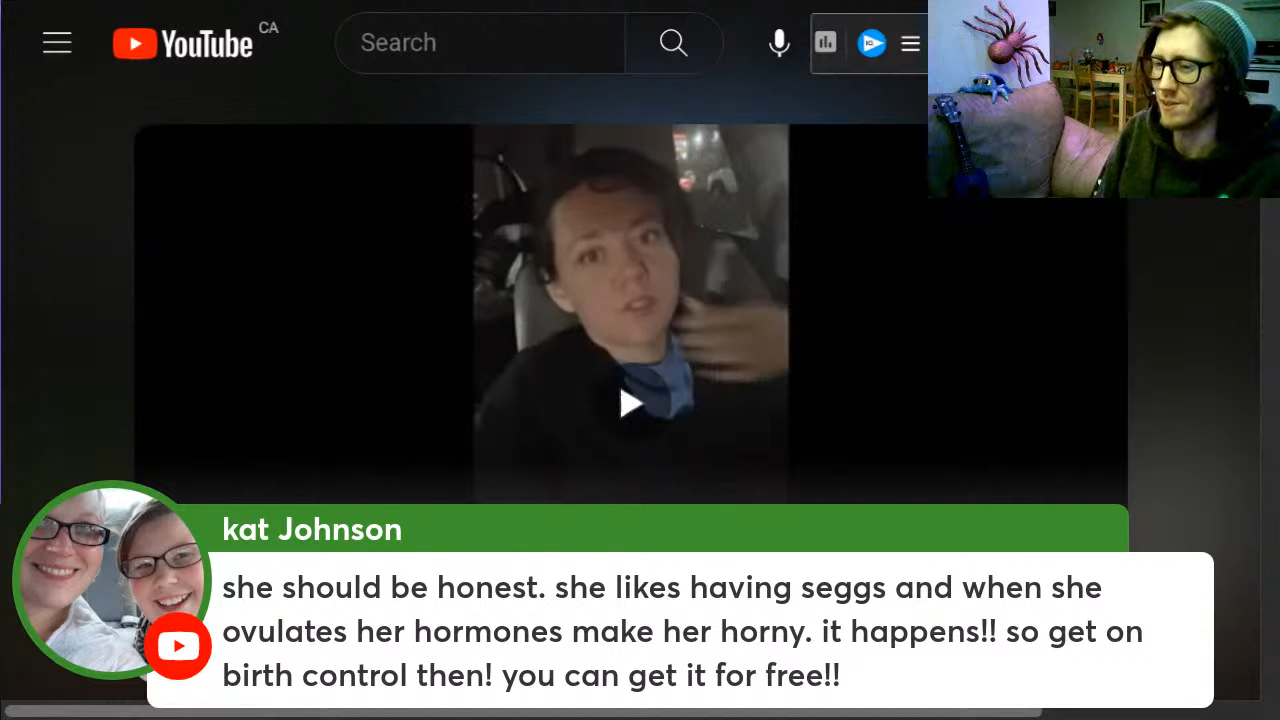 YouTube CA
Search
IQ
kat Johnson
she should be honest. she likes having seggs and when she
ovulates her hormones make her horny. it happens!! so get on
birth control then! you can get it for free!!